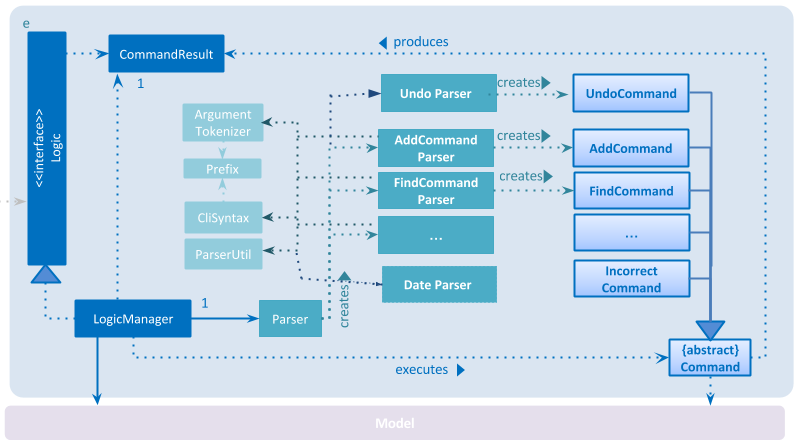 e
<<interface>>
Logic
CommandResult
1
produces
Argument
Tokenizer
Prefix
CliSyntax
ParserUtil
Undo Parser
creates
UndoCommand
AddCommand
Parser
creates
AddCommand
FindCommand
Parser
creates
FindCommand
...
...
Date Parser
Incorrect
Command
creates
LogicManager
1
Parser
executes
{abstract}
Command
Model